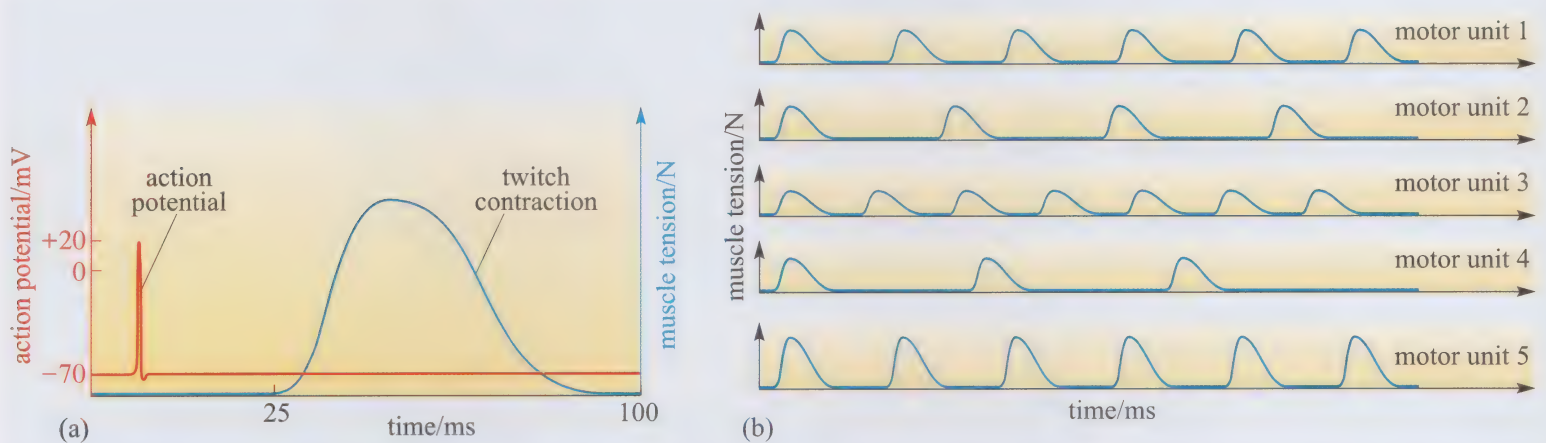 action potential/mV
+20
0
−70
action
potential
twitch
contraction
muscle tension/N
25
100
time/ms
(a)
muscle tension/N
motor unit 1
motor unit 2
motor unit 3
motor unit 4
motor unit 5
time/ms
(b)